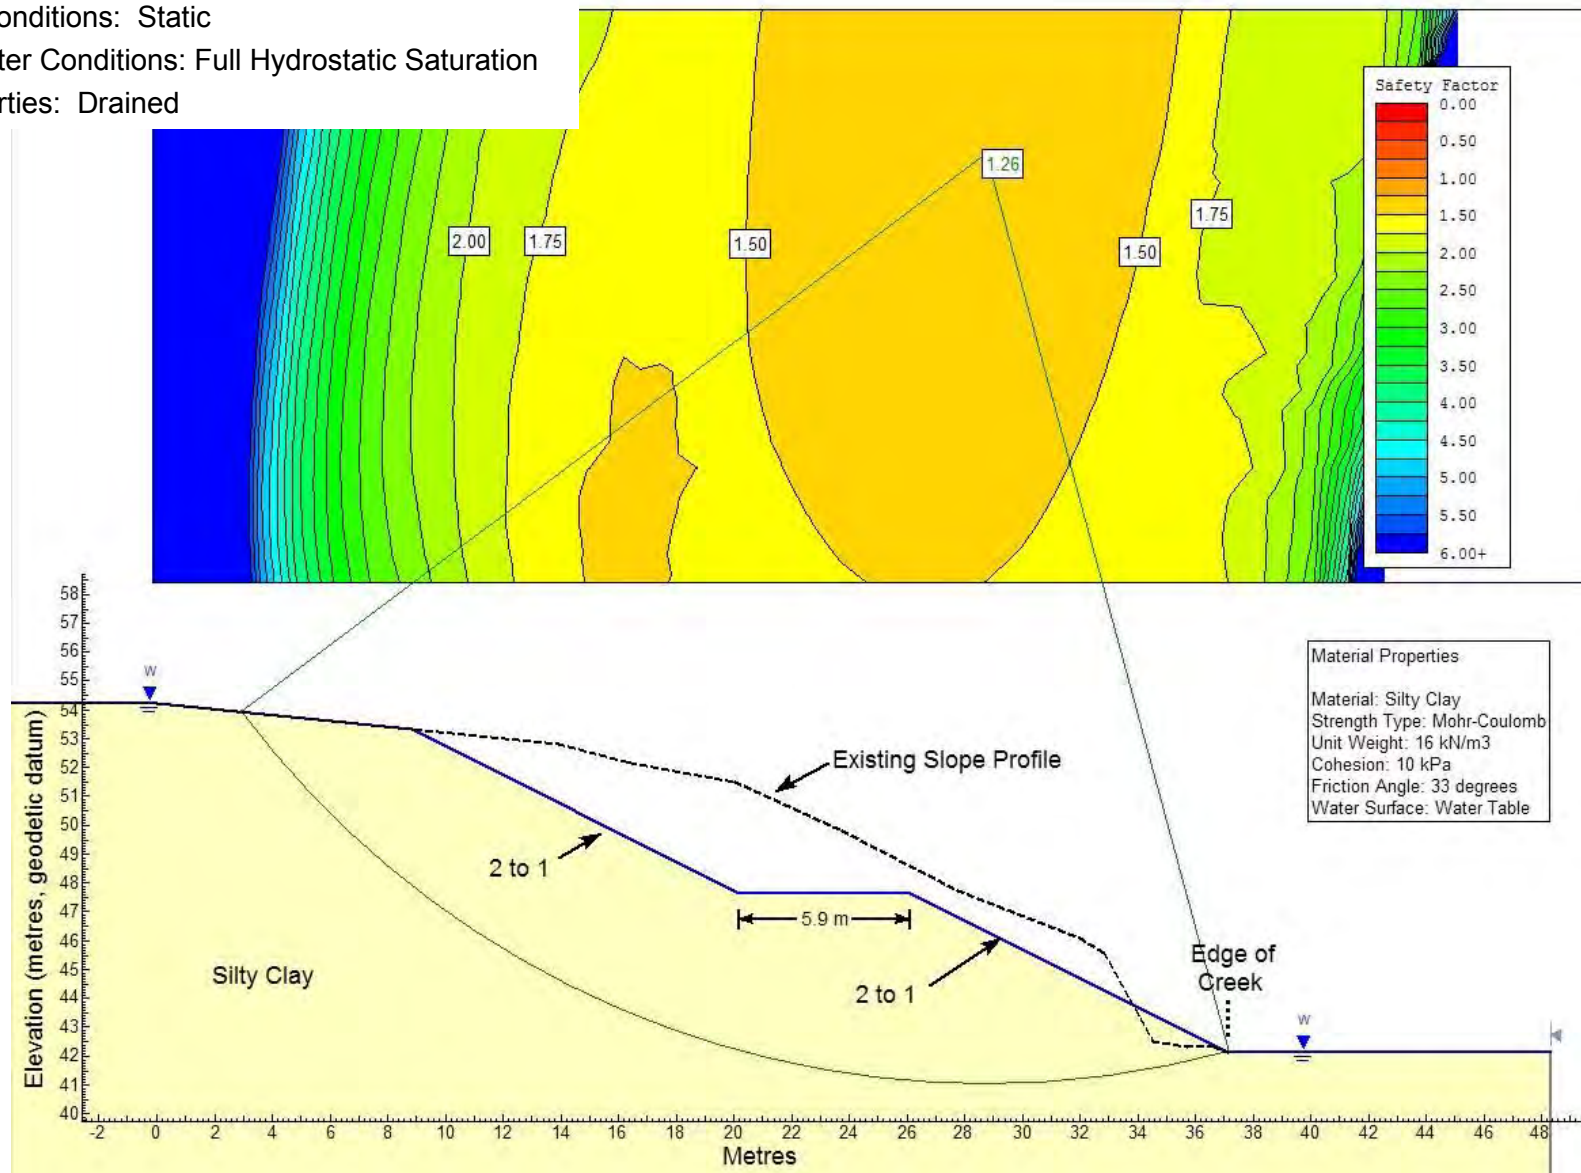 onditions: Static
ter Conditions: Full Hydrostatic Saturation
rties: Drained
Safety Factor
0.00
0.50
1.00
1.50
2.00
2.50
3.00
3.50
4.00
4.50
5.00
5.50
6.00+
1.26
2.00
1.75
1.50
1.50
1.75
Material Properties
Material: Silty Clay
Strength Type: Mohr-Coulomb
Unit Weight: 16 kN/m3
Cohesion: 10 kPa
Friction Angle: 33 degrees
Water Surface: Water Table
Elevation (metres, geodetic datum)
58
57
56
55
54
53
52
51
50
49
48
47
46
45
44
43
42
41
40
W
Existing Slope Profile
2 to 1
5.9 m
2 to 1
Silty Clay
Edge of
Creek
W
-2 0 2 4 6 8 10 12 14 16 18 20 22 24 26 28 30 32 34 36 38 40 42 44 46 48
Metres